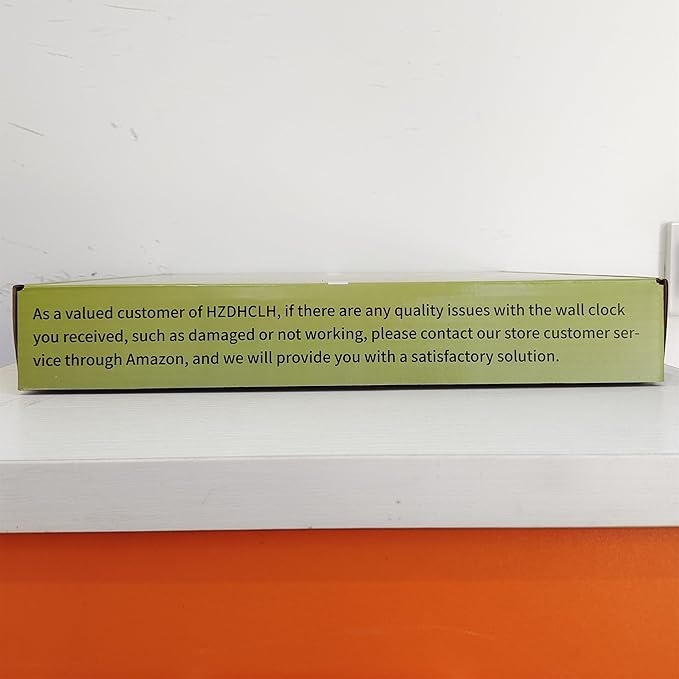 As a valued customer of HZDHCLH, if there are any quality issues with the wall clock
you received, such as damaged or not working, please contact our store customer ser-
vice through Amazon, and we will provide you with a satisfactory solution.